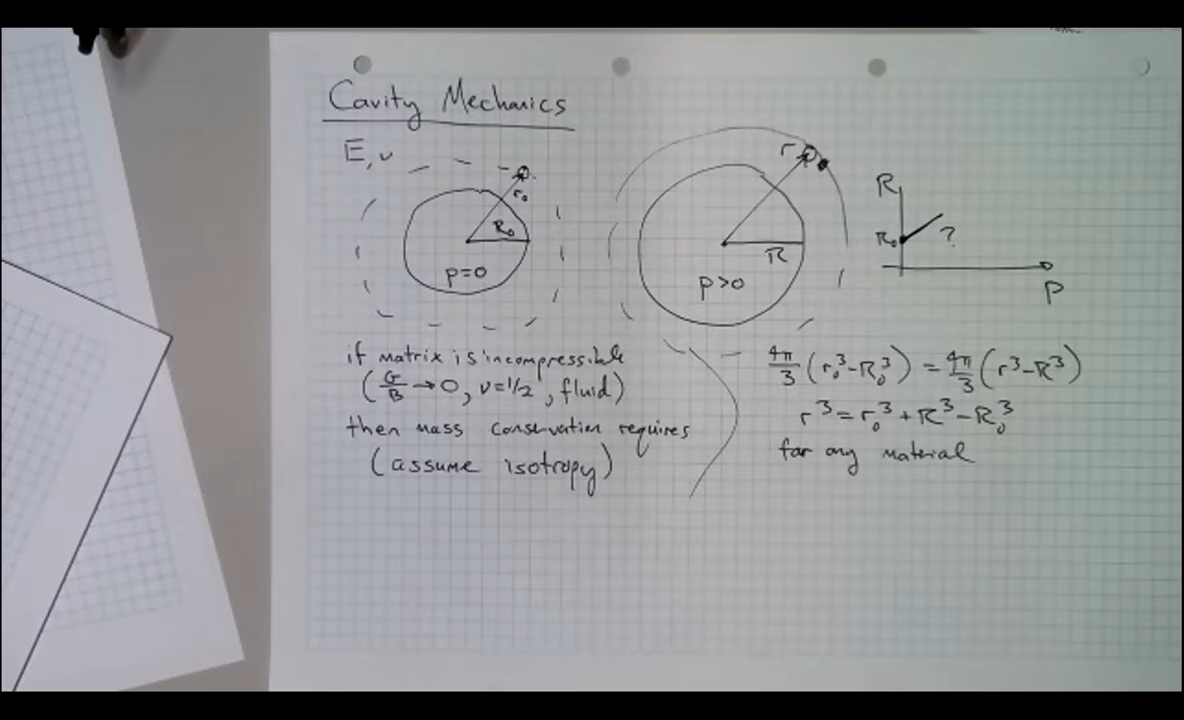 Cavity Mechanics
E, ν
r₀
R₀
p=0
r
R
p>0
R
R₀
?
p
if matrix is incompressible
(G/B → 0, ν=1/2, fluid)
then mass conservation requires
(assume isotropy)
4π/3 (r₀³-R₀³) = 4π/3 (r³-R³)
r³ = r₀³ + R³ - R₀³
for any material